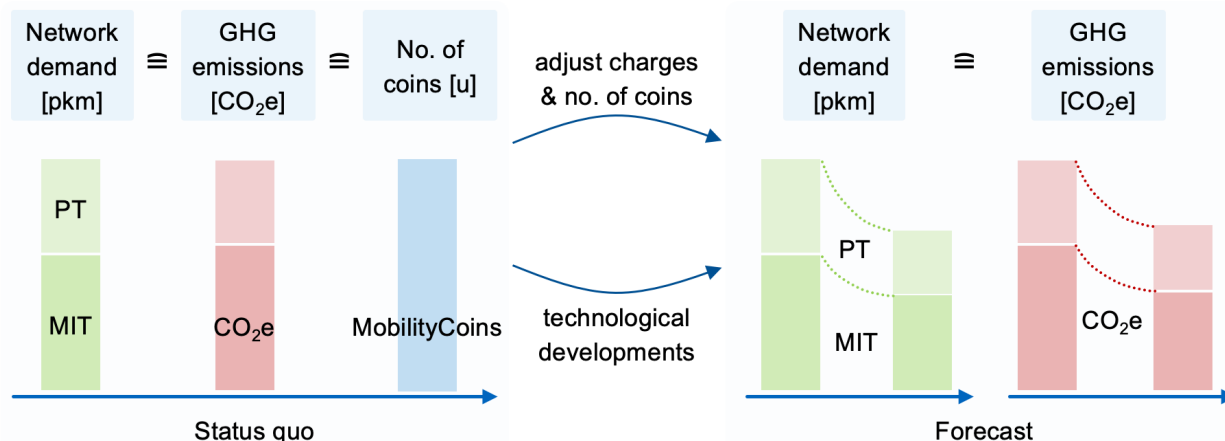 Network
demand
[pkm]
≘
GHG
emissions
[CO₂e]
≘
No. of
coins [u]
adjust charges
& no. of coins
Network
demand
[pkm]
≘
GHG
emissions
[CO₂e]
PT
MIT
CO₂e
MobilityCoins
technological
developments
PT
MIT
CO₂e
Status quo
Forecast